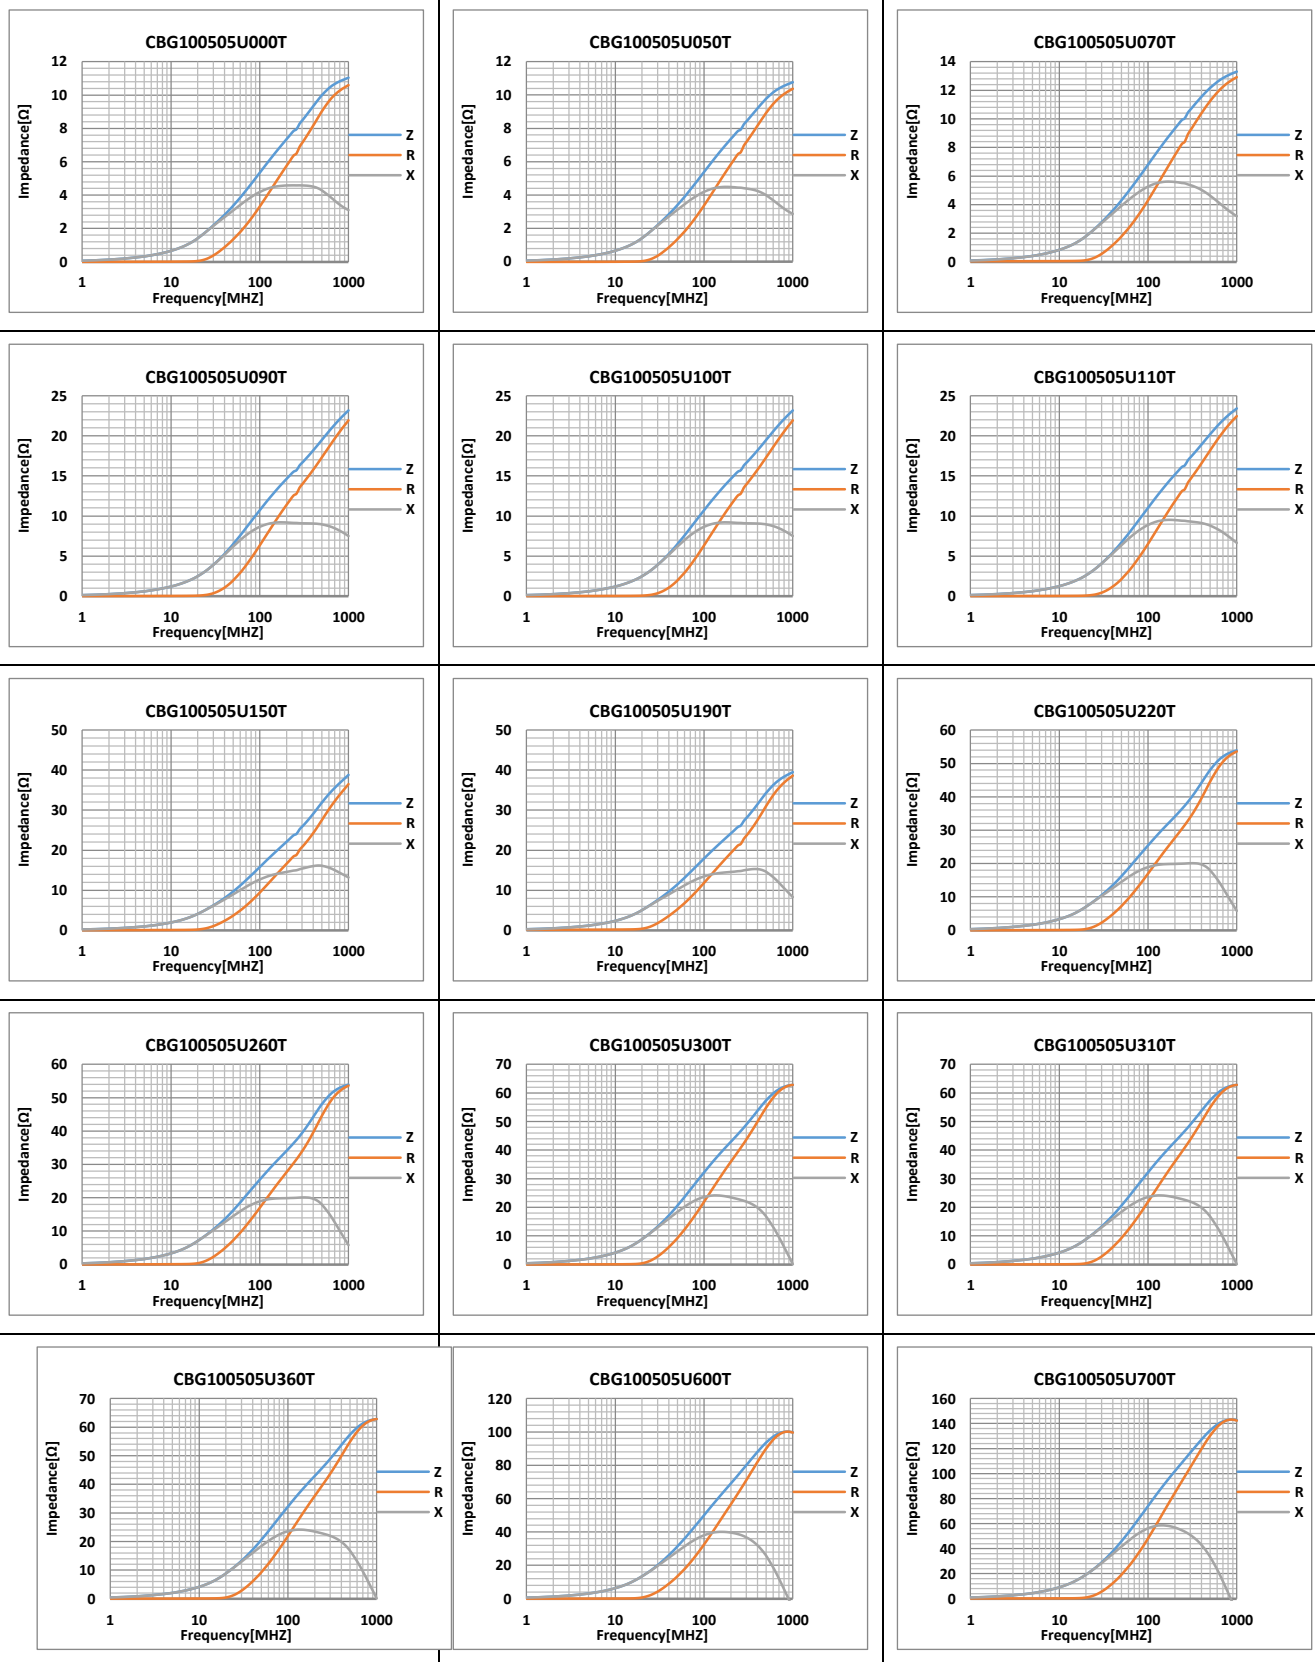 CBG100505U000T
12
10
8
6
4
2
0
Impedance[Ω]
1 10 100 1000
Frequency[MHZ]
Z
R
X
CBG100505U050T
12
10
8
6
4
2
0
Impedance[Ω]
1 10 100 1000
Frequency[MHZ]
Z
R
X
CBG100505U070T
14
12
10
8
6
4
2
0
Impedance[Ω]
1 10 100 1000
Frequency[MHZ]
Z
R
X
CBG100505U090T
25
20
15
10
5
0
Impedance[Ω]
1 10 100 1000
Frequency[MHZ]
Z
R
X
CBG100505U100T
25
20
15
10
5
0
Impedance[Ω]
1 10 100 1000
Frequency[MHZ]
Z
R
X
CBG100505U110T
25
20
15
10
5
0
Impedance[Ω]
1 10 100 1000
Frequency[MHZ]
Z
R
X
CBG100505U150T
50
40
30
20
10
0
Impedance[Ω]
1 10 100 1000
Frequency[MHZ]
Z
R
X
CBG100505U190T
50
40
30
20
10
0
Impedance[Ω]
1 10 100 1000
Frequency[MHZ]
Z
R
X
CBG100505U220T
60
50
40
30
20
10
0
Impedance[Ω]
1 10 100 1000
Frequency[MHZ]
Z
R
X
CBG100505U260T
60
50
40
30
20
10
0
Impedance[Ω]
1 10 100 1000
Frequency[MHZ]
Z
R
X
CBG100505U300T
70
60
50
40
30
20
10
0
Impedance[Ω]
1 10 100 1000
Frequency[MHZ]
Z
R
X
CBG100505U310T
70
60
50
40
30
20
10
0
Impedance[Ω]
1 10 100 1000
Frequency[MHZ]
Z
R
X
CBG100505U360T
70
60
50
40
30
20
10
0
Impedance[Ω]
1 10 100 1000
Frequency[MHZ]
Z
R
X
CBG100505U600T
120
100
80
60
40
20
0
Impedance[Ω]
1 10 100 1000
Frequency[MHZ]
Z
R
X
CBG100505U700T
160
140
120
100
80
60
40
20
0
Impedance[Ω]
1 10 100 1000
Frequency[MHZ]
Z
R
X